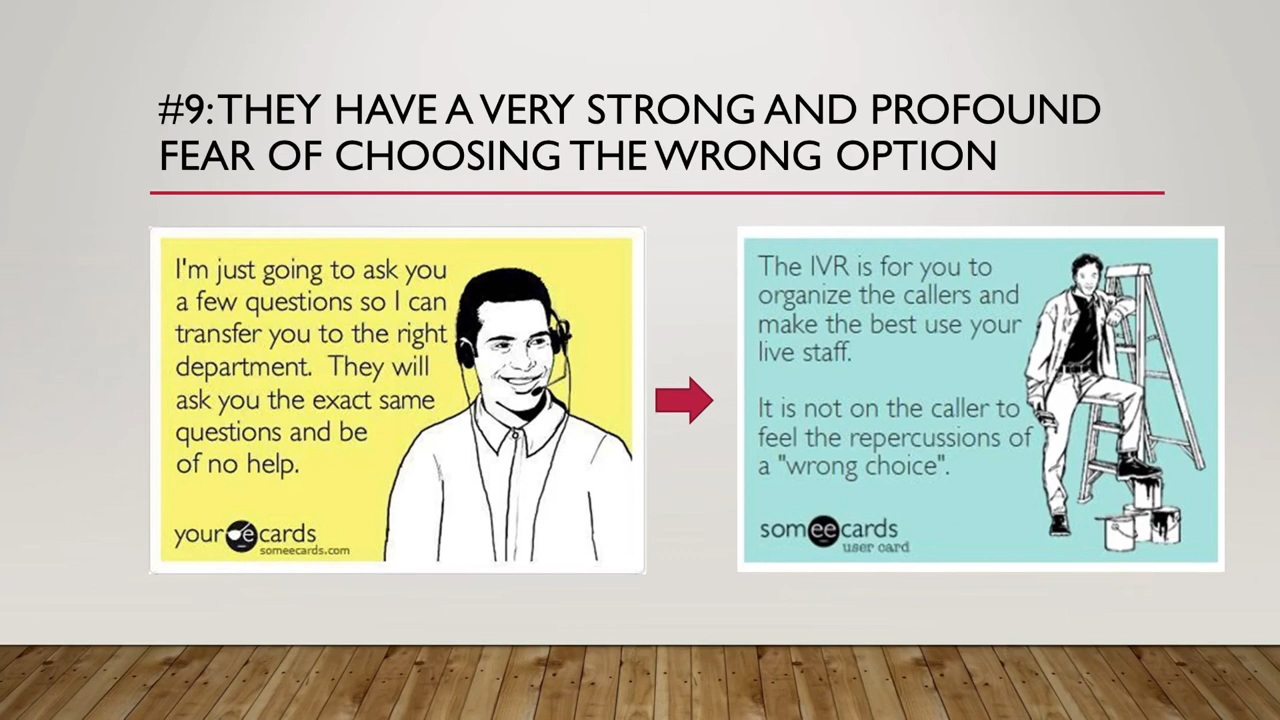 #9: THEY HAVE A VERY STRONG AND PROFOUND
FEAR OF CHOOSING THE WRONG OPTION
I'm just going to ask you
a few questions so I can
transfer you to the right
department. They will
ask you the exact same
questions and be
of no help.
your e cards
someecards.com
The IVR is for you to
organize the callers and
make the best use your
live staff.
It is not on the caller to
feel the repercussions of
a "wrong choice".
someecards
user card